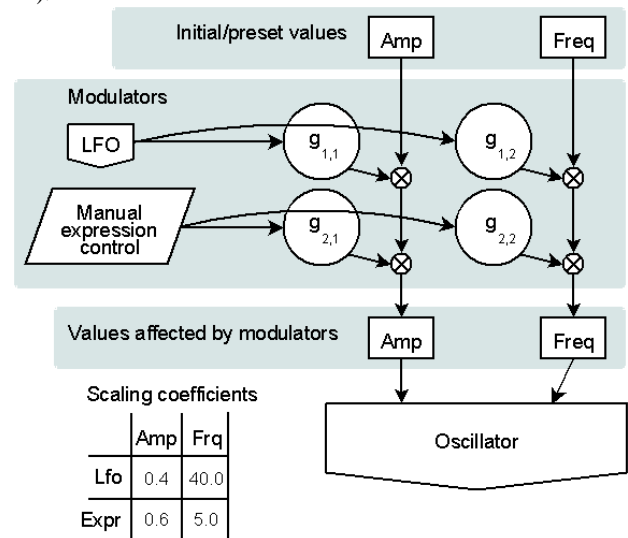 ).
Initial/preset values
Amp
Freq
Modulators
LFO
g1,1
g1,2
Manual
expression
control
g2,1
g2,2
Values affected by modulators
Amp
Freq
Scaling coefficients
Amp Frq
Lfo 0.4 40.0
Expr 0.6 5.0
Oscillator